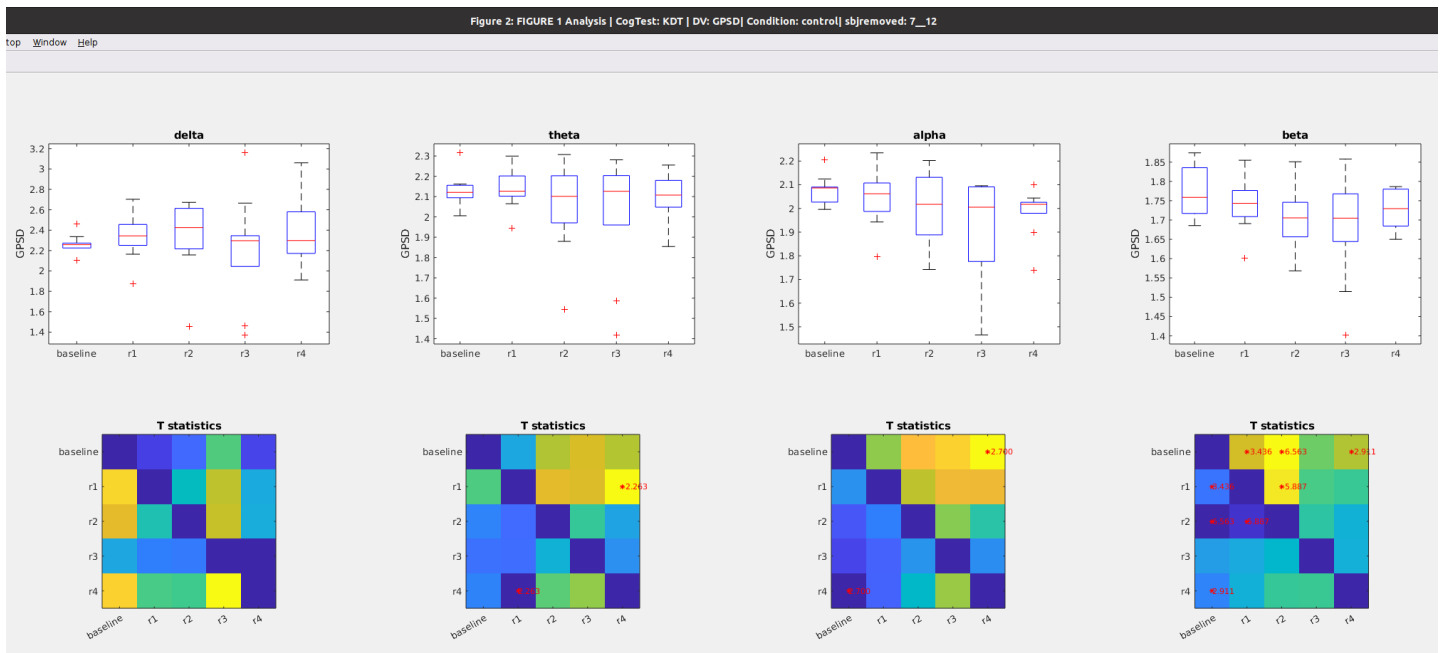 Figure 2: FIGURE 1 Analysis | CogTest: KDT | DV: GPSD| Condition: control| sbjremoved: 7__12
top Window Help
delta
GPSD
3.2
3
2.8
2.6
2.4
2.2
2
1.8
1.6
1.4
baseline r1 r2 r3 r4
theta
GPSD
2.3
2.2
2.1
2
1.9
1.8
1.7
1.6
1.5
1.4
baseline r1 r2 r3 r4
alpha
GPSD
2.2
2.1
2
1.9
1.8
1.7
1.6
1.5
baseline r1 r2 r3 r4
beta
GPSD
1.85
1.8
1.75
1.7
1.65
1.6
1.55
1.5
1.45
1.4
baseline r1 r2 r3 r4
T statistics
baseline
r1
r2
r3
r4
baseline r1 r2 r3 r4
T statistics
baseline
r1 *2.263
r2
r3
r4
baseline r1 r2 r3 r4
T statistics
baseline *2.700
r1
r2
r3
r4
baseline r1 r2 r3 r4
T statistics
baseline *3.436 *6.563 *2.911
r1 *5.887
r2
r3
r4 *2.911
baseline r1 r2 r3 r4